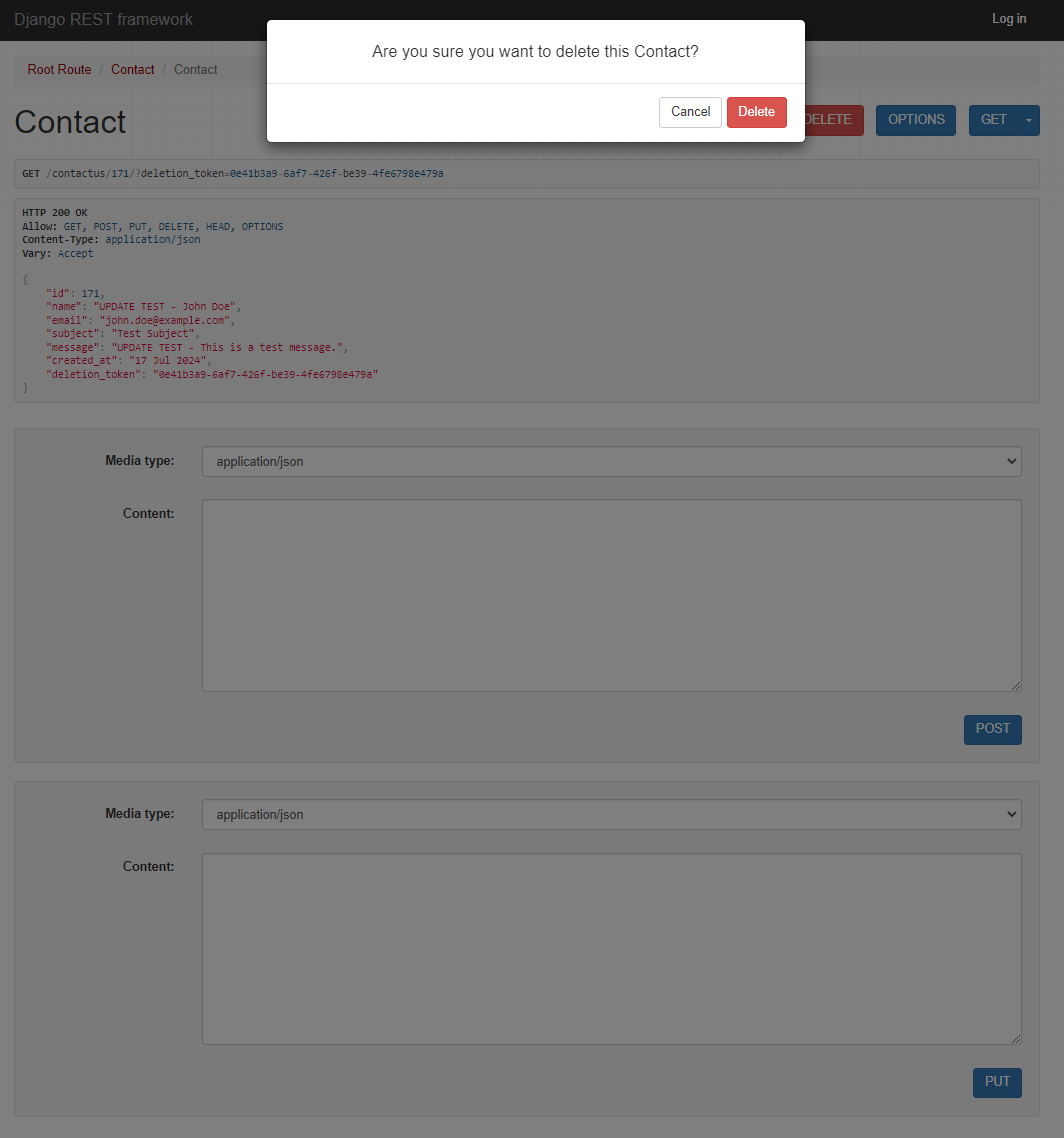 Django REST framework
Log in
Are you sure you want to delete this Contact?
Cancel
Delete
Root Route / Contact / Contact
Contact
DELETE
OPTIONS
GET
GET /contactus/171/?deletion_token=0e41b3a9-6af7-426f-be39-4fe6798e479a
HTTP 200 OK
Allow: GET, POST, PUT, DELETE, HEAD, OPTIONS
Content-Type: application/json
Vary: Accept
{
"id": 171,
"name": "UPDATE TEST - John Doe",
"email": "john.doe@example.com",
"subject": "Test Subject",
"message": "UPDATE TEST - This is a test message.",
"created_at": "17 Jul 2024",
"deletion_token": "0e41b3a9-6af7-426f-be39-4fe6798e479a"
}
Media type: application/json
Content:
POST
Media type: application/json
Content:
PUT